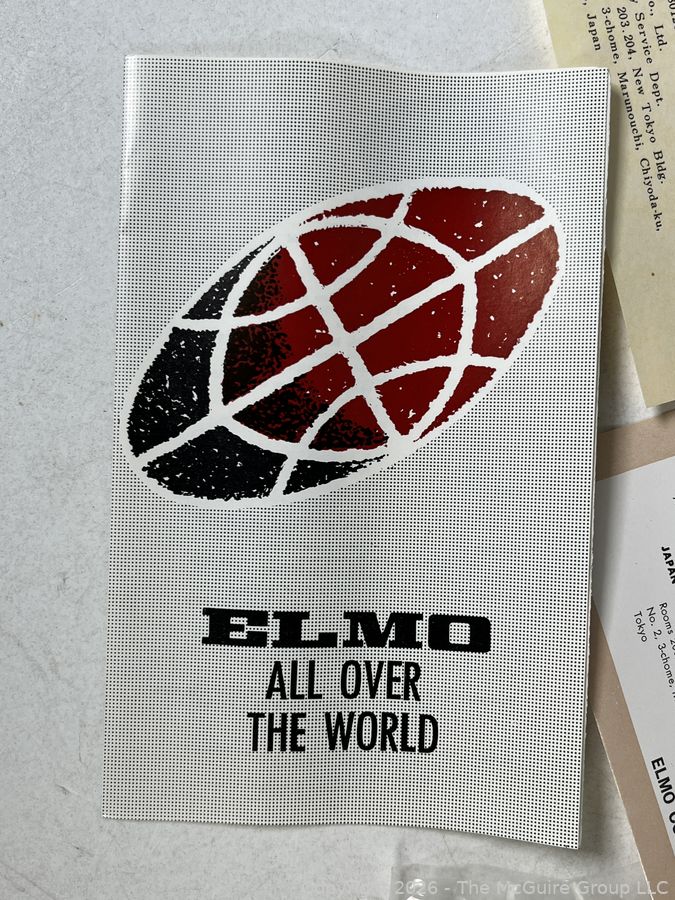 ELMO
ALL OVER
THE WORLD
o., Ltd.
Service Dept.
203.204, New Tokyo Bldg.
3-chome, Marunouchi, Chiyoda-ku,
, Japan
JAPAN
Rooms
No. 2, 3-chome,
Tokyo
ELMO
2026 - The McGuire Group LLC